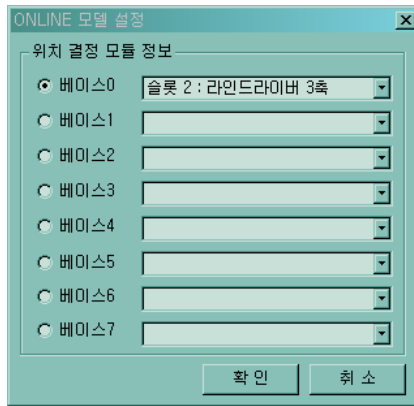 ONLINE 모델 설정
위치 결정 모듈 정보
베이스0 슬롯 2 : 라인드라이버 3축
베이스1
베이스2
베이스3
베이스4
베이스5
베이스6
베이스7
확 인 취 소